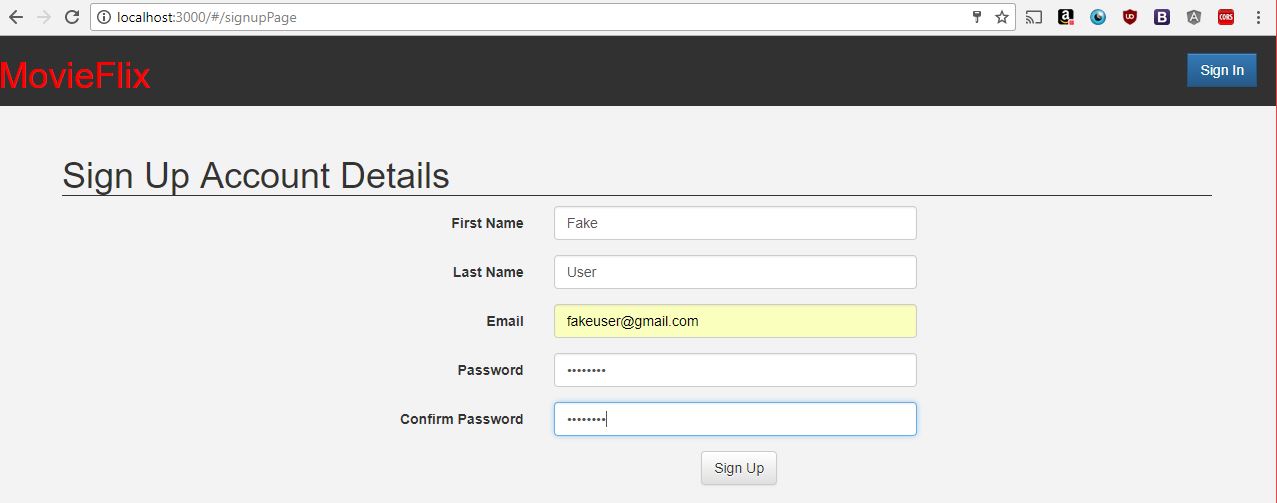 localhost:3000/#/signupPage
MovieFlix
Sign In
Sign Up Account Details
First Name Fake
Last Name User
Email fakeuser@gmail.com
Password ••••••••
Confirm Password ••••••••
Sign Up